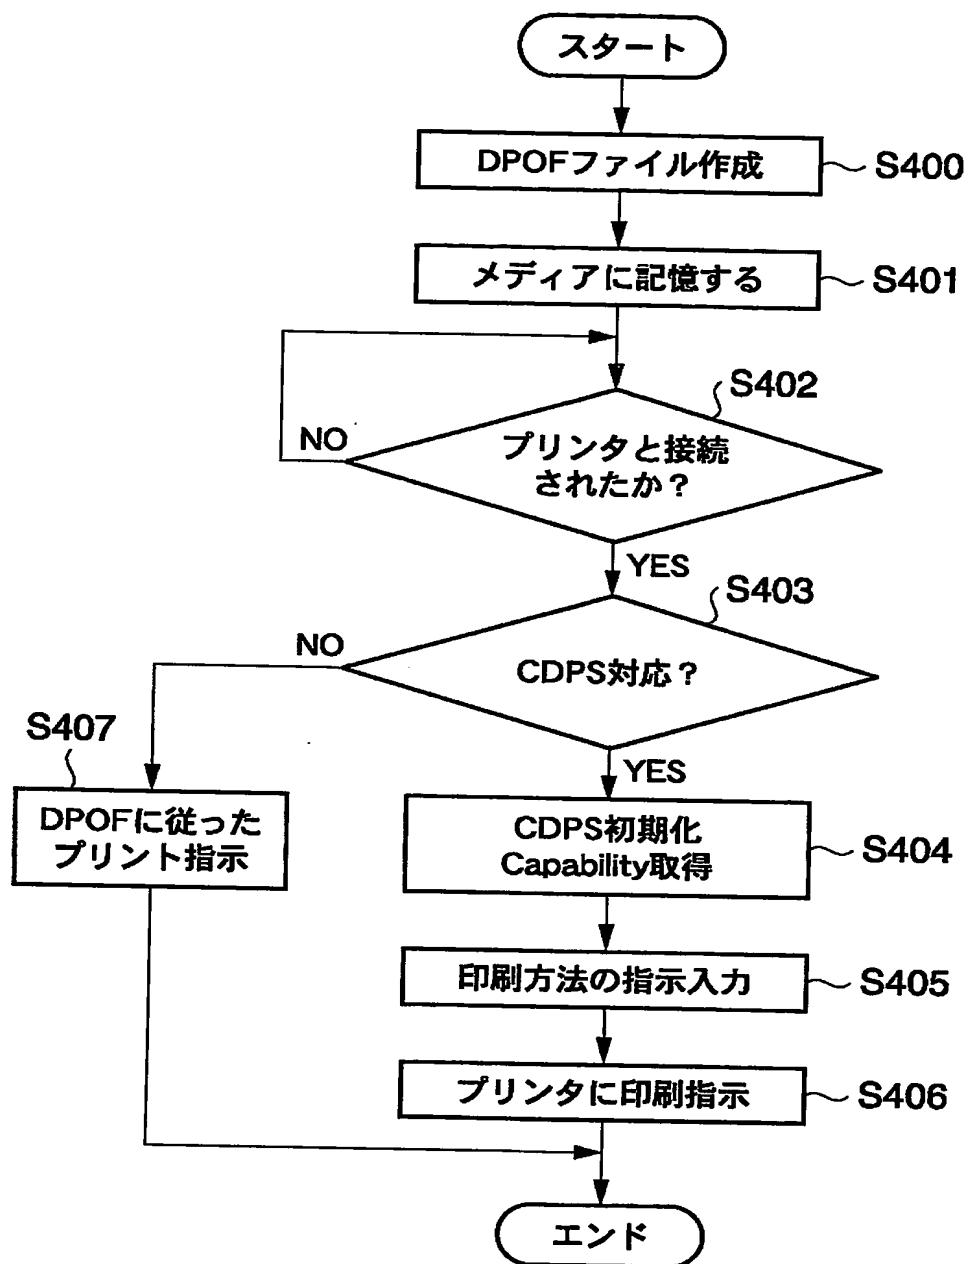 スタート
DPOFファイル作成
S400
メディアに記憶する
S401
S402
NO
プリンタと接続
されたか？
YES
S403
NO
CDPS対応？
S407
YES
DPOFに従った
プリント指示
CDPS初期化
Capability取得
S404
印刷方法の指示入力
S405
プリンタに印刷指示
S406
エンド